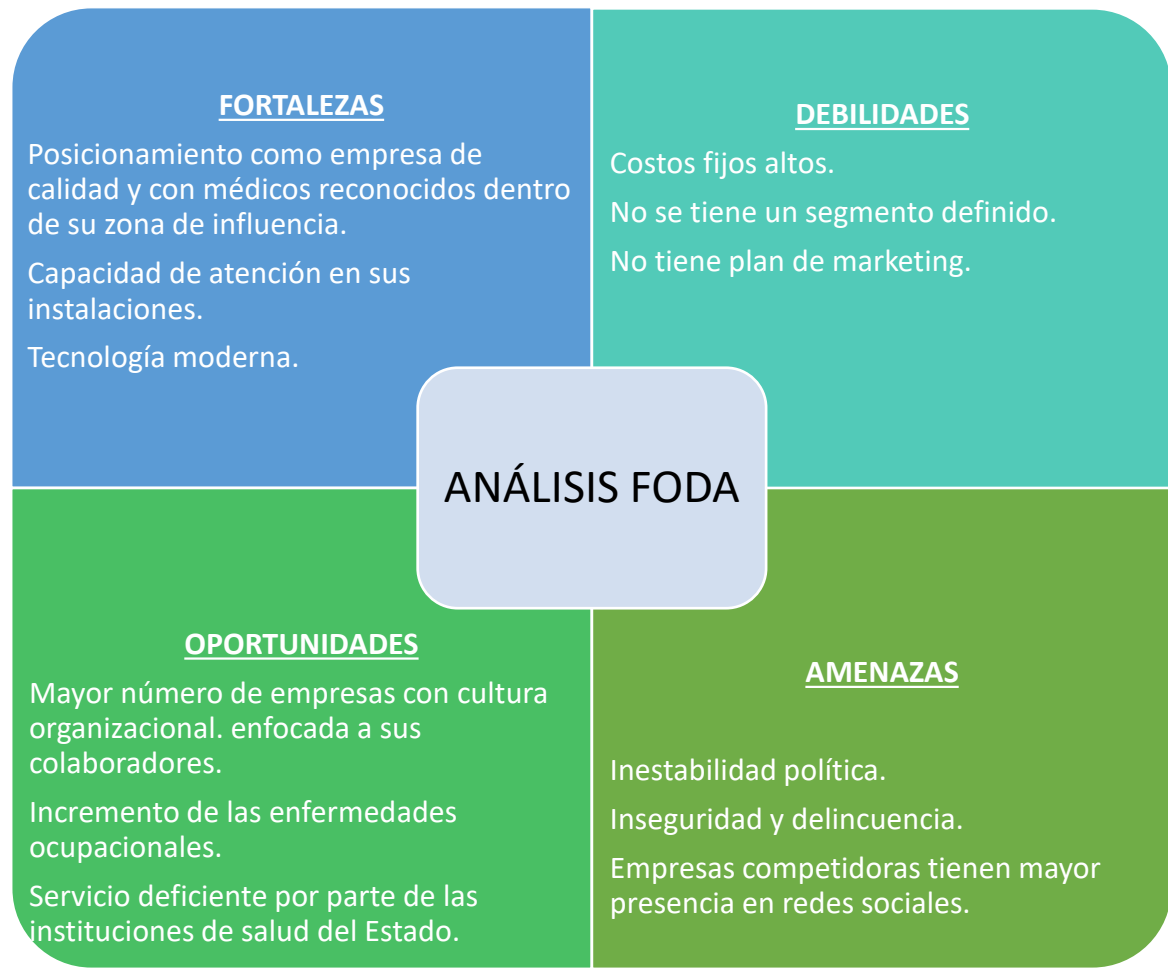 FORTALEZAS
Posicionamiento como empresa de
calidad y con médicos reconocidos dentro
de su zona de influencia.
Capacidad de atención en sus
instalaciones.
Tecnología moderna.
DEBILIDADES
Costos fijos altos.
No se tiene un segmento definido.
No tiene plan de marketing.
ANÁLISIS FODA
OPORTUNIDADES
Mayor número de empresas con cultura
organizacional. enfocada a sus
colaboradores.
Incremento de las enfermedades
ocupacionales.
Servicio deficiente por parte de las
instituciones de salud del Estado.
AMENAZAS
Inestabilidad política.
Inseguridad y delincuencia.
Empresas competidoras tienen mayor
presencia en redes sociales.